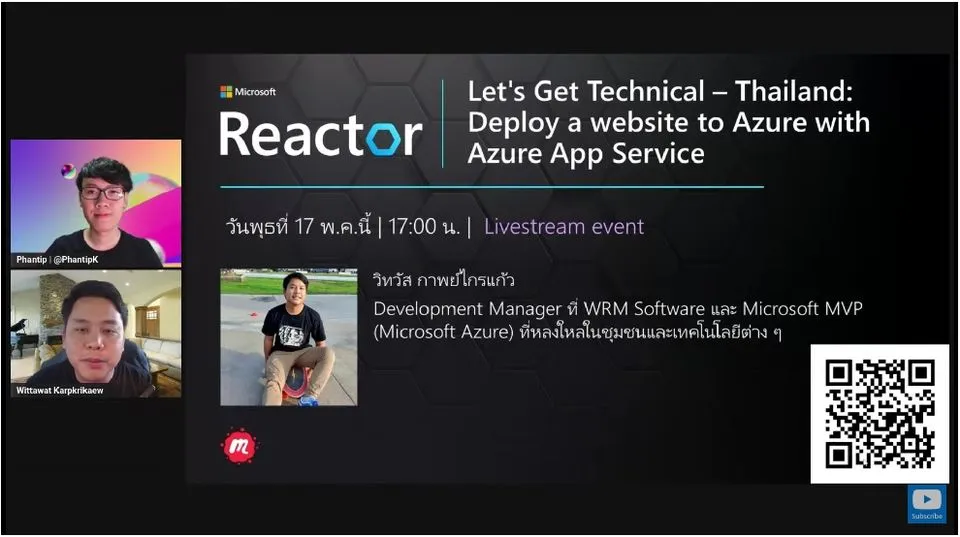 Microsoft
Reactor
Let's Get Technical – Thailand:
Deploy a website to Azure with
Azure App Service
วันพุธที่ 17 พ.ค.นี้ | 17:00 น. | Livestream event
Phantip | @PhantipK
วิทวัส กาพย์ไกรแก้ว
Development Manager ที่ WRM Software และ Microsoft MVP
(Microsoft Azure) ที่หลงใหลในชุมชนและเทคโนโลยีต่าง ๆ
Wittawat Karpkrikaew
m
Subscribe